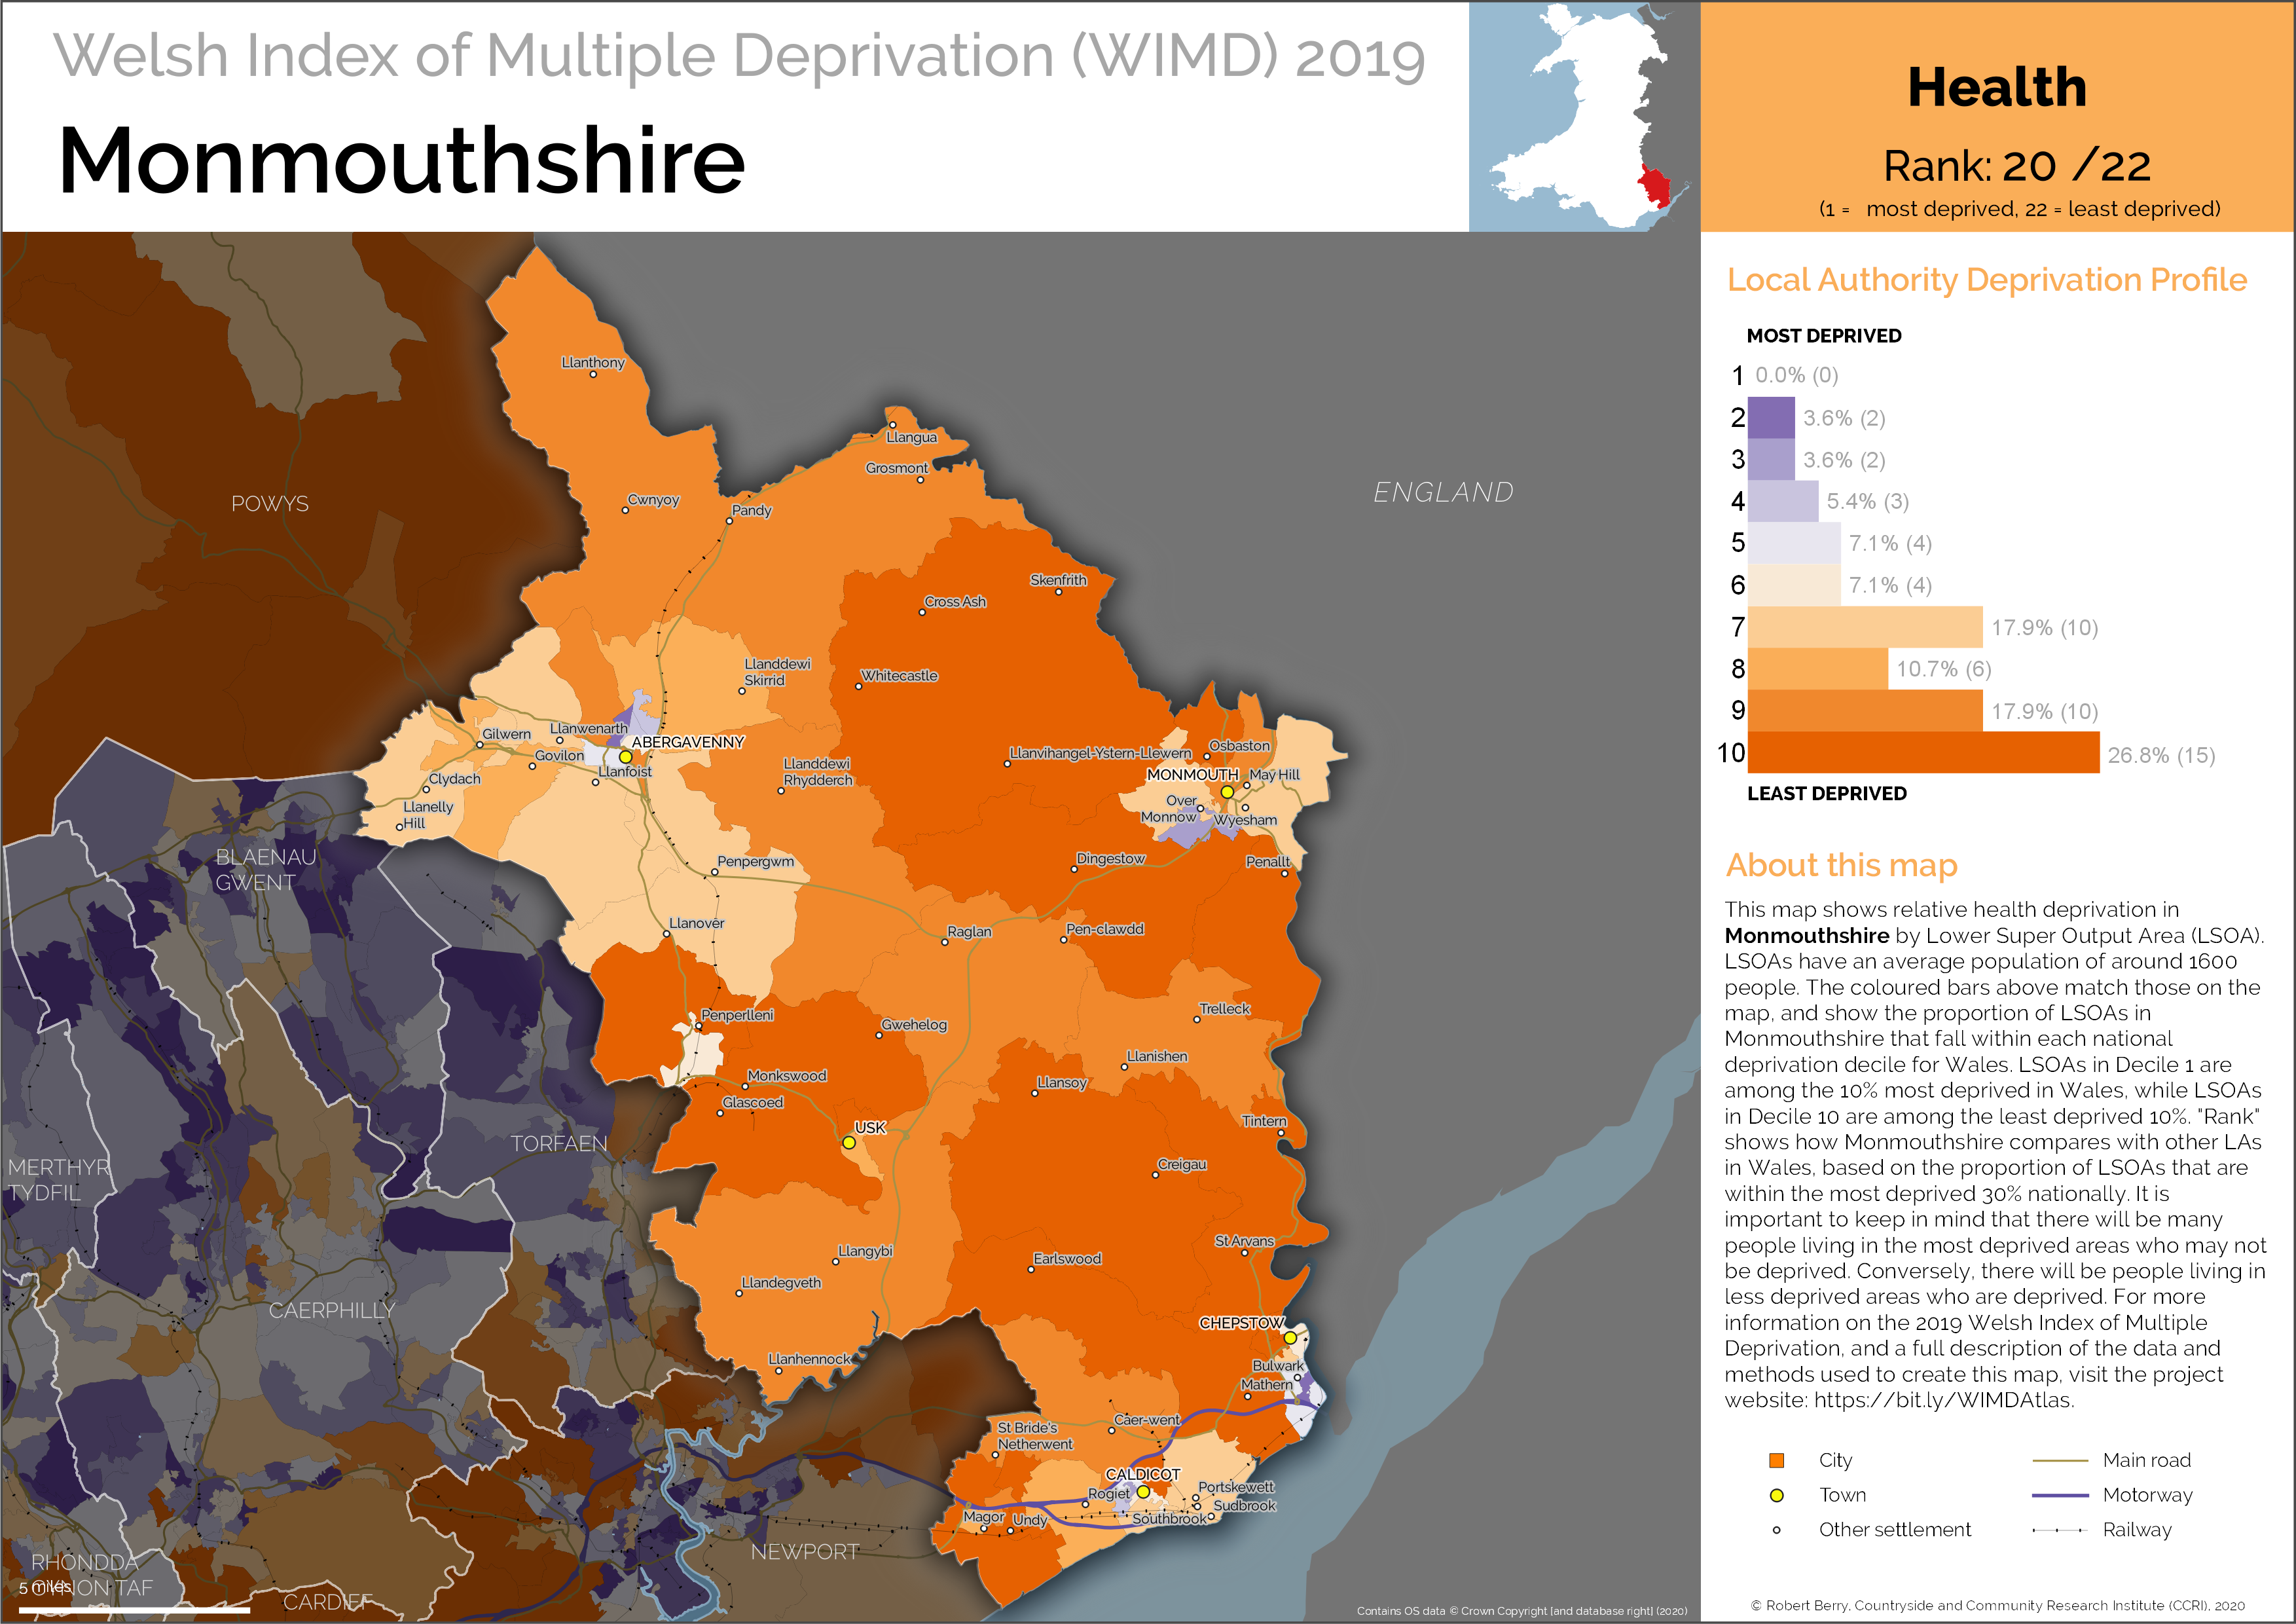 Welsh Index of Multiple Deprivation (WIMD) 2019
Monmouthshire
Health
Rank: 20 /22
(1 = most deprived, 22 = least deprived)
Local Authority Deprivation Profile
MOST DEPRIVED
1 0.0% (0)
2 3.6% (2)
3 3.6% (2)
4 5.4% (3)
5 7.1% (4)
6 7.1% (4)
7 17.9% (10)
8 10.7% (6)
9 17.9% (10)
10 26.8% (15)
LEAST DEPRIVED
About this map
This map shows relative health deprivation in
Monmouthshire by Lower Super Output Area (LSOA).
LSOAs have an average population of around 1600
people. The coloured bars above match those on the
map, and show the proportion of LSOAs in
Monmouthshire that fall within each national
deprivation decile for Wales. LSOAs in Decile 1 are
among the 10% most deprived in Wales, while LSOAs
in Decile 10 are among the least deprived 10%. "Rank"
shows how Monmouthshire compares with other LAs
in Wales, based on the proportion of LSOAs that are
within the most deprived 30% nationally. It is
important to keep in mind that there will be many
people living in the most deprived areas who may not
be deprived. Conversely, there will be people living in
less deprived areas who are deprived. For more
information on the 2019 Welsh Index of Multiple
Deprivation, and a full description of the data and
methods used to create this map, visit the project
website: https://bit.ly/WIMDAtlas.
City
Main road
Town
Motorway
Other settlement
Railway
© Robert Berry, Countryside and Community Research Institute (CCRI), 2020
Llanthony
Llangua
Grosmont
POWYS
ENGLAND
Cwnyoy
Pandy
Skenfrith
Cross Ash
Llanddewi
Skirrid
Whitecastle
Gilwern
Llanwenarth
ABERGAVENNY
Govilon
Llanfoist
Clydach
Llanelly
Hill
Llanddewi
Rhydderch
Llanvihangel-Ystern-Llewern
Osbaston
MONMOUTH
May Hill
Over
Monnow
Wyesham
BLAENAU
GWENT
Penpergwm
Dingestow
Penallt
Llanover
Raglan
Pen-clawdd
Penperlleni
Gwehelog
Trelleck
Llanishen
Monkswood
Llansoy
Glascoed
USK
Tintern
TORFAEN
MERTHYR
TYDFIL
Creigau
St Arvans
Llangybi
Earlswood
Llandegveth
CAERPHILLY
CHEPSTOW
Llanhennock
Bulwark
Mathern
Caer-went
St Bride's
Netherwent
CALDICOT
Rogiet
Portskewett
Sudbrook
Magor
Undy
Southbrook
NEWPORT
RHONDDA
CYNON TAF
5 miles
CARDIFF
Contains OS data © Crown Copyright [and database right] (2020)